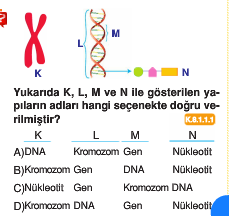 L
M
K
N
Yukarıda K, L, M ve N ile gösterilen ya-
pıların adları hangi seçenekte doğru ve-
rilmiştir?
K.8.1.1.1
K L M N
A)DNA Kromozom Gen Nükleotit
B)Kromozom Gen DNA Nükleotit
C)Nükleotit Gen Kromozom DNA
D)Kromozom DNA Gen Nükleotit